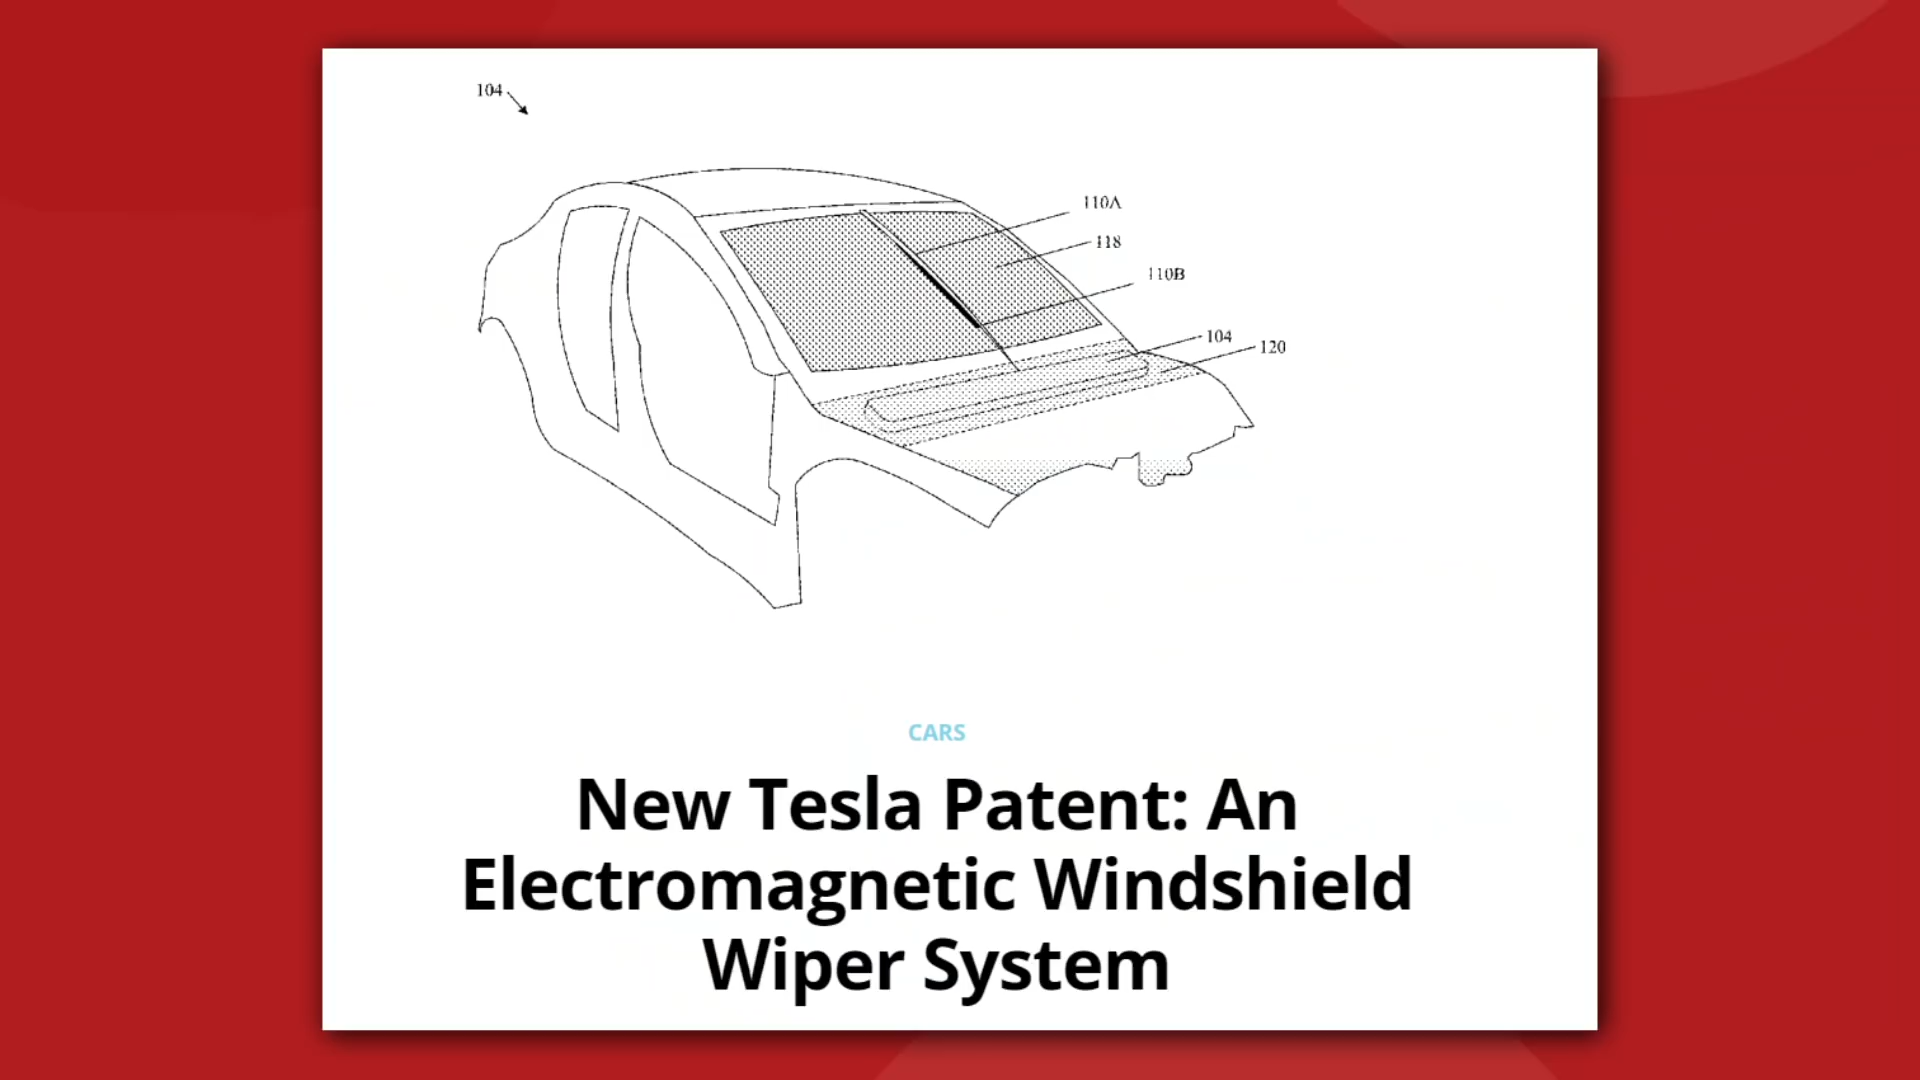 104
110A
118
110B
104
120
CARS
New Tesla Patent: An
Electromagnetic Windshield
Wiper System